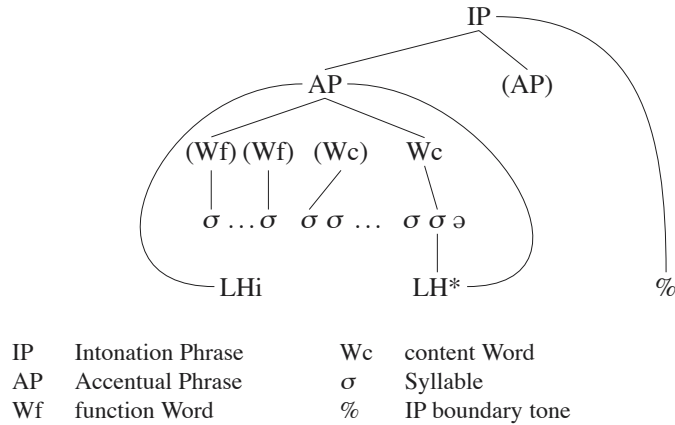 IP
AP (AP)
(Wf) (Wf) (Wc) Wc
σ ... σ σ σ ... σ σ ə
LHi LH* %
IP Intonation Phrase Wc content Word
AP Accentual Phrase σ Syllable
Wf function Word % IP boundary tone